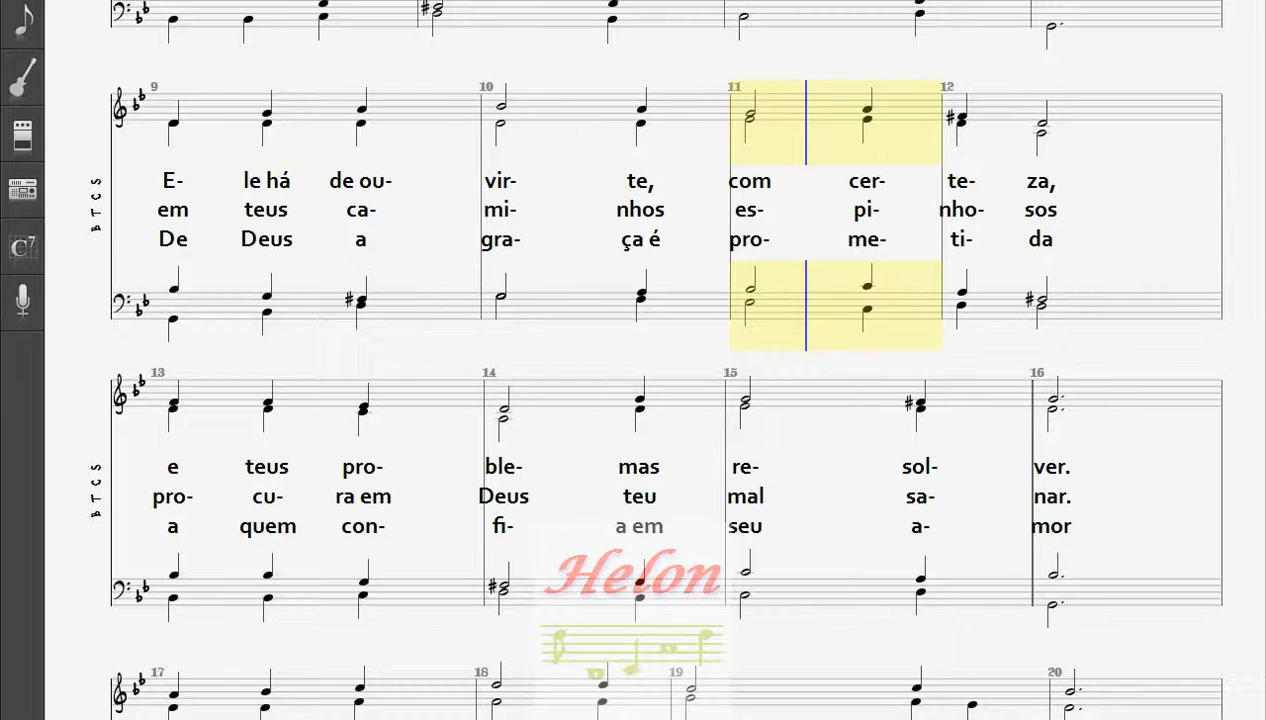 9 10 11 12
B T C S
E- le há de ou- vir- te, com cer- te- za,
em teus ca- mi- nhos es- pi- nho- sos
De Deus a gra- ça é pro- me- ti- da
C7
13 14 15 16
B T C S
e teus pro- ble- mas re- sol- ver.
pro- cu- ra em Deus teu mal sa- nar.
a quem con- fi- a em seu a- mor
Helon
17 18 19 20